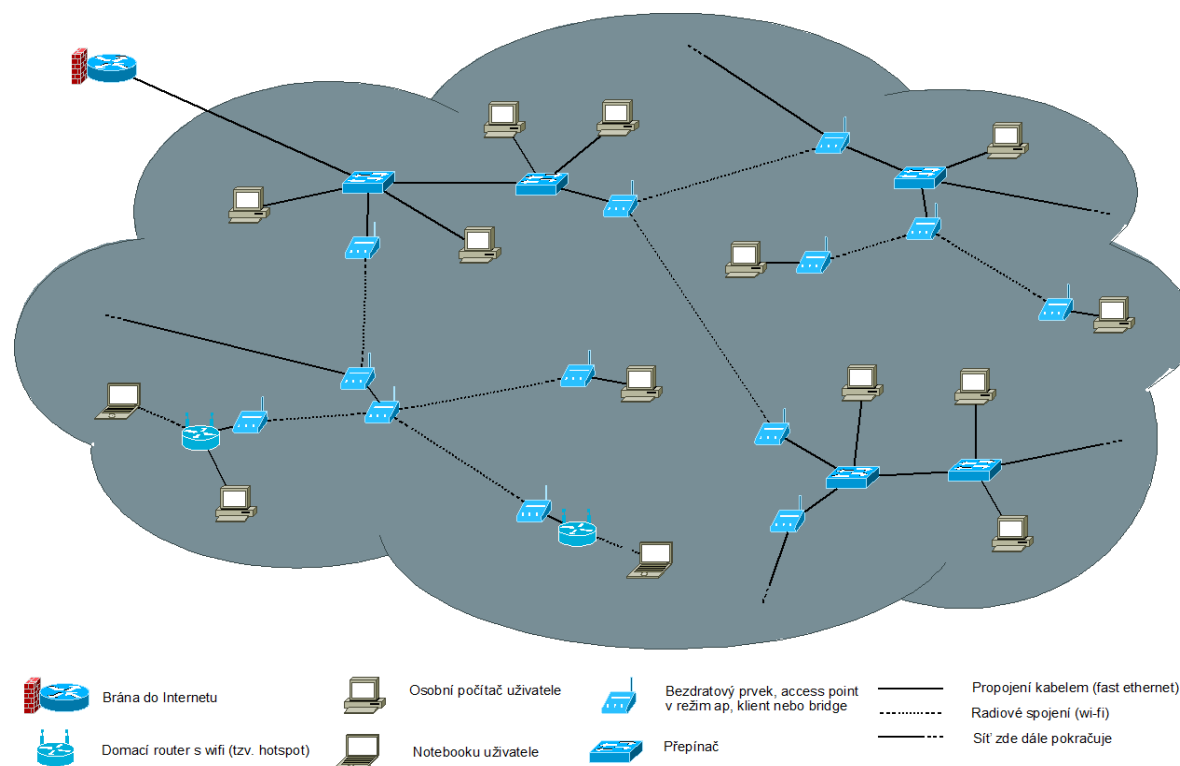 Brána do Internetu
Osobní počítač uživatele
Bezdratový prvek, access point
v režim ap, klient nebo bridge
Propojení kabelem (fast ethernet)
Radiové spojení (wi-fi)
Domací router s wifi (tzv. hotspot)
Notebooku uživatele
Přepínač
Síť zde dále pokračuje